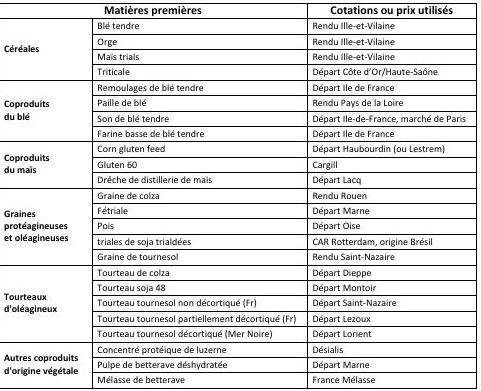 Matières premières Cotations ou prix utilisés
Céréales
Blé tendre Rendu Ille-et-Vilaine
Orge Rendu Ille-et-Vilaine
Maïs trials Rendu Ille-et-Vilaine
Triticale Départ Côte d'Or/Haute-Saône
Coproduits
du blé
Remoulages de blé tendre Départ Ile de France
Paille de blé Rendu Pays de la Loire
Son de blé tendre Départ Ile-de-France, marché de Paris
Farine basse de blé tendre Départ Ile de France
Coproduits
du maïs
Corn gluten feed Départ Haubourdin (ou Lestrem)
Gluten 60 Cargill
Drêche de distillerie de maïs Départ Lacq
Graines
protéagineuses
et oléagineuses
Graine de colza Rendu Rouen
Fétriale Départ Marne
Pois Départ Oise
triales de soja trialdées CAR Rotterdam, origine Brésil
Graine de tournesol Rendu Saint-Nazaire
Tourteaux
d'oléagineux
Tourteau de colza Départ Dieppe
Tourteau soja 48 Départ Montoir
Tourteau tournesol non décortiqué (Fr) Départ Saint-Nazaire
Tourteau tournesol partiellement décortiqué (Fr) Départ Lezoux
Tourteau tournesol décortiqué (Mer Noire) Départ Lorient
Autres coproduits
d'origine végétale
Concentré protéique de luzerne Désialis
Pulpe de betterave déshydratée Départ Marne
Mélasse de betterave France Mélasse